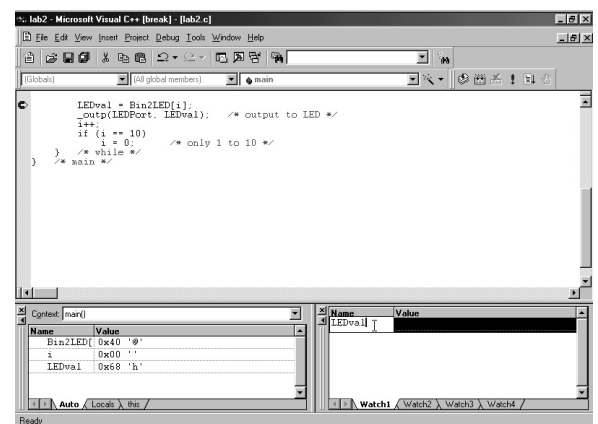 lab2 - Microsoft Visual C++ [break] - [lab2.c]
File Edit View Insert Project Debug Tools Window Help
(Globals) (All global members) main
LEDval = Bin2LED[i];
_outp(LEDPort, LEDval); /* output to LED */
i++;
if (i == 10)
i = 0; /* only 1 to 10 */
} /* while */
} /* main */
Context: main()
Name Value
Bin2LED[ 0x40 '@'
i 0x00 ' '
LEDval 0x68 'h'
Auto Locals this
Name Value
LEDval
Watch1 Watch2 Watch3 Watch4
Ready